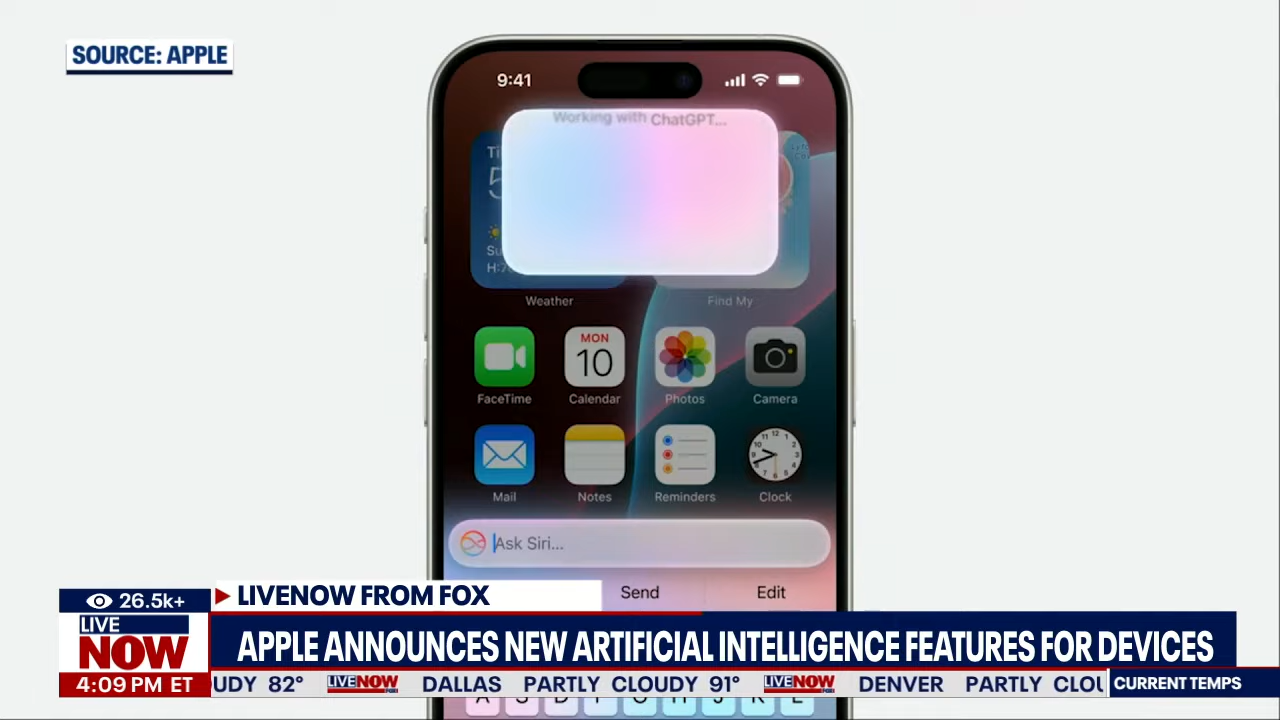 SOURCE: APPLE
9:41
Working with ChatGPT...
Weather
Find My
FaceTime
MON
10
Calendar
Photos
Camera
Mail
Notes
Reminders
Clock
Ask Siri...
Send
Edit
26.5k+
LIVENOW FROM FOX
LIVE
NOW
APPLE ANNOUNCES NEW ARTIFICIAL INTELLIGENCE FEATURES FOR DEVICES
4:09 PM ET
UDY 82° LIVENOW FOX DALLAS PARTLY CLOUDY 91° LIVENOW FOX DENVER PARTLY CLOU
CURRENT TEMPS